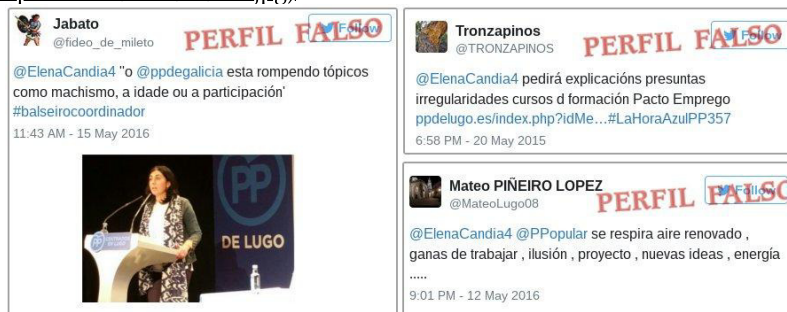 Jabato
@fideo_de_mileto
PERFIL FALSO
Follow
@ElenaCandia4 "o @ppdegalicia esta rompendo tópicos
como machismo, a idade ou a participación'
#balseirocoordinador
11:43 AM - 15 May 2016
PP
DE LUGO
Tronzapinos
@TRONZAPINOS
PERFIL FALSO
Follow
@ElenaCandia4 pedirá explicacións presuntas
irregularidades cursos d formación Pacto Emprego
ppdelugo.es/index.php?idMe…#LaHoraAzulPP357
6:58 PM - 20 May 2015
Mateo PIÑEIRO LOPEZ
@MateoLugo08
PERFIL FALSO
Follow
@ElenaCandia4 @PPopular se respira aire renovado ,
ganas de trabajar , ilusión , proyecto , nuevas ideas , energía
.....
9:01 PM - 12 May 2016